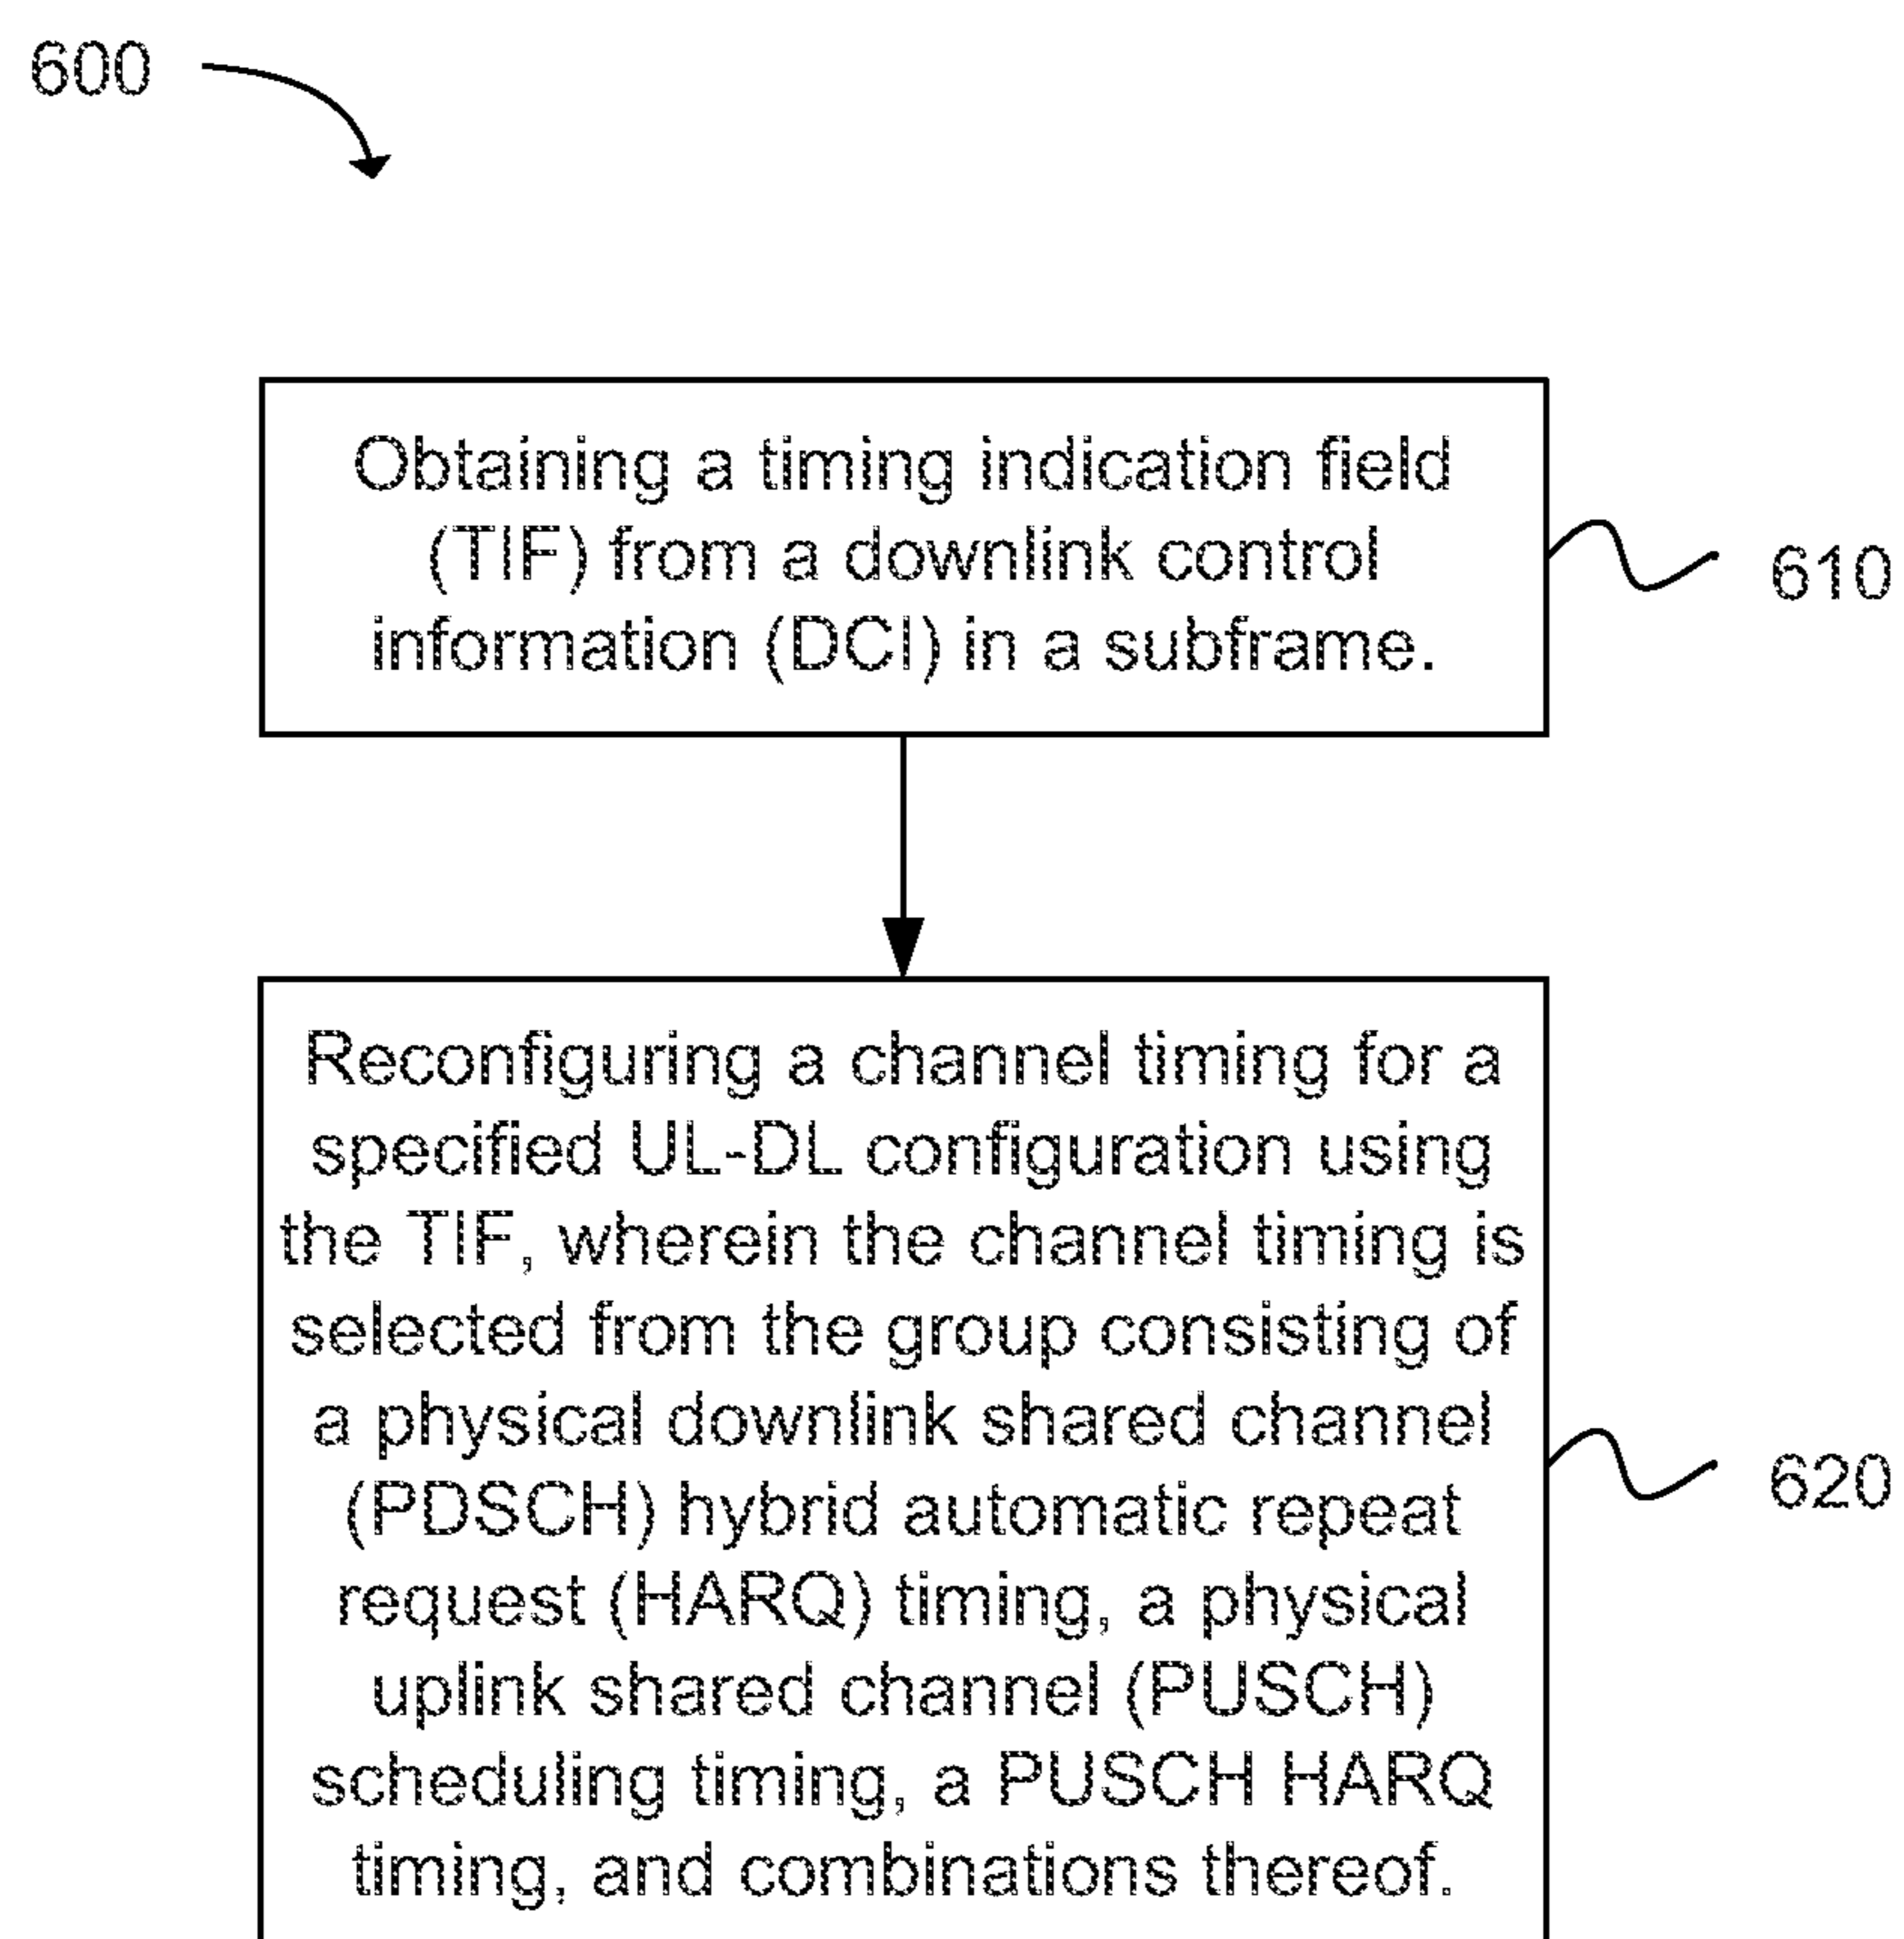 600
Obtaining a timing indication field
(TIF) from a downlink control
information (DCI) in a subframe.
610
Reconfiguring a channel timing for a
specified UL-DL configuration using
the TIF, wherein the channel timing is
selected from the group consisting of
a physical downlink shared channel
(PDSCH) hybrid automatic repeat
request (HARQ) timing, a physical
uplink shared channel (PUSCH)
scheduling timing, a PUSCH HARQ
timing, and combinations thereof.
620